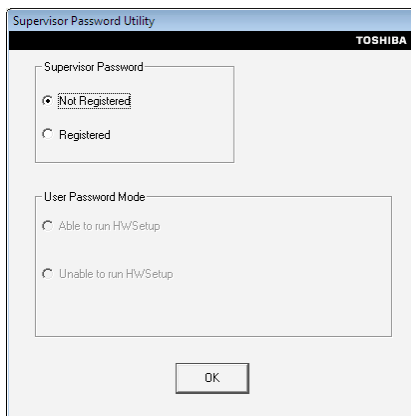 Supervisor Password Utility
TOSHIBA
Supervisor Password
Not Registered
Registered
User Password Mode
Able to run HWSetup
Unable to run HWSetup
OK